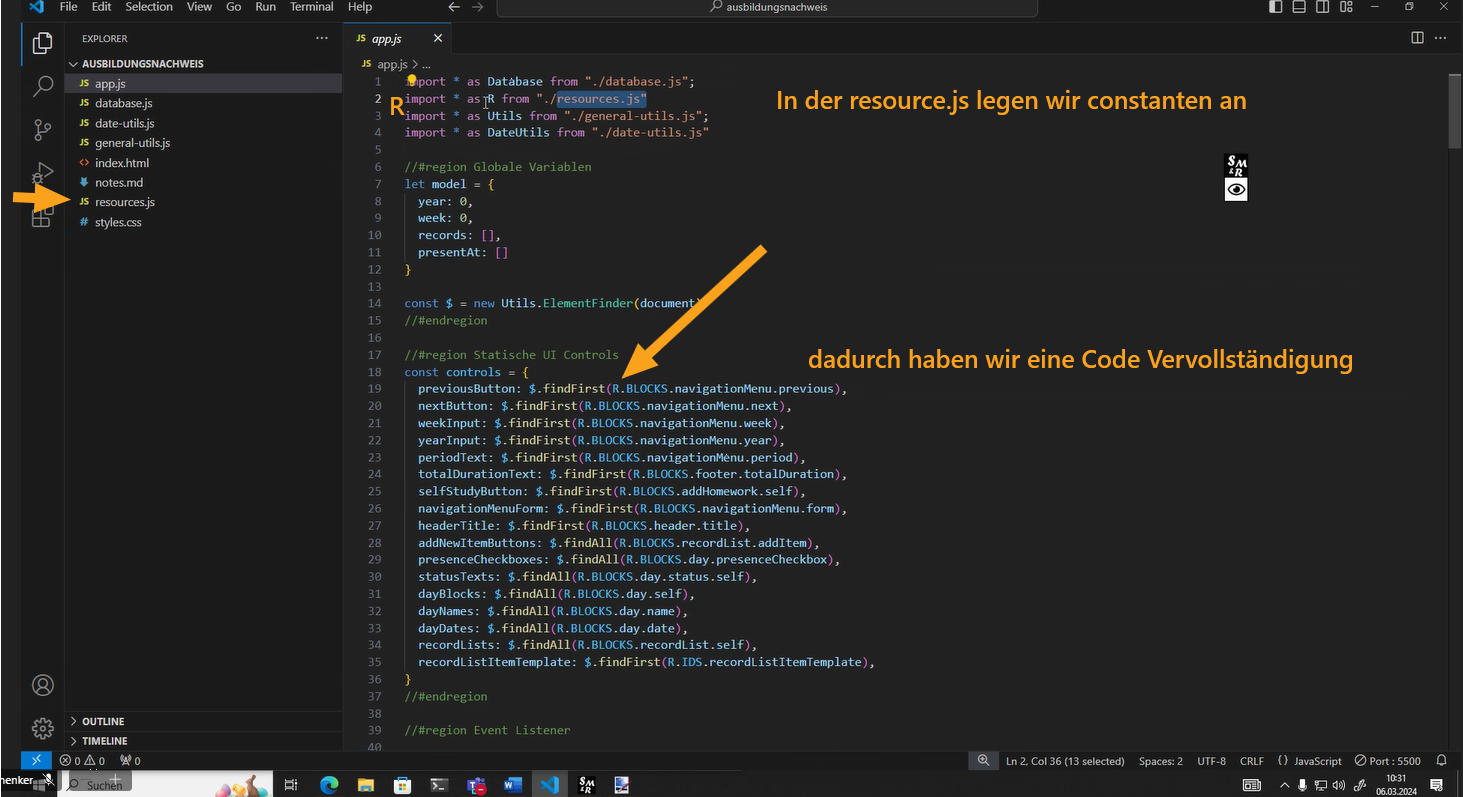 File Edit Selection View Go Run Terminal Help
ausbildungsnachweis
EXPLORER
AUSBILDUNGSNACHWEIS
JS app.js
JS database.js
JS date-utils.js
JS general-utils.js
<> index.html
notes.md
JS resources.js
# styles.css
OUTLINE
TIMELINE
JS app.js
JS app.js > ...
1 import * as Database from "./database.js";
2 import * as R from "./resources.js"
3 import * as Utils from "./general-utils.js";
4 import * as DateUtils from "./date-utils.js"
5
6 //#region Globale Variablen
7 let model = {
8 year: 0,
9 week: 0,
10 records: [],
11 presentAt: []
12 }
13
14 const $ = new Utils.ElementFinder(document)
15 //#endregion
16
17 //#region Statische UI Controls
18 const controls = {
19 previousButton: $.findFirst(R.BLOCKS.navigationMenu.previous),
20 nextButton: $.findFirst(R.BLOCKS.navigationMenu.next),
21 weekInput: $.findFirst(R.BLOCKS.navigationMenu.week),
22 yearInput: $.findFirst(R.BLOCKS.navigationMenu.year),
23 periodText: $.findFirst(R.BLOCKS.navigationMenu.period),
24 totalDurationText: $.findFirst(R.BLOCKS.footer.totalDuration),
25 selfStudyButton: $.findFirst(R.BLOCKS.addHomework.self),
26 navigationMenuForm: $.findFirst(R.BLOCKS.navigationMenu.form),
27 headerTitle: $.findFirst(R.BLOCKS.header.title),
28 addNewItemButtons: $.findAll(R.BLOCKS.recordList.addItem),
29 presenceCheckboxes: $.findAll(R.BLOCKS.day.presenceCheckbox),
30 statusTexts: $.findAll(R.BLOCKS.day.status.self),
31 dayBlocks: $.findAll(R.BLOCKS.day.self),
32 dayNames: $.findAll(R.BLOCKS.day.name),
33 dayDates: $.findAll(R.BLOCKS.day.date),
34 recordLists: $.findAll(R.BLOCKS.recordList.self),
35 recordListItemTemplate: $.findFirst(R.IDS.recordListItemTemplate),
36 }
37 //#endregion
38
39 //#region Event Listener
40
R
In der resource.js legen wir constanten an
SM
&R
dadurch haben wir eine Code Vervollständigung
0 0 0
Ln 2, Col 36 (13 selected) Spaces: 2 UTF-8 CRLF {} JavaScript Port : 5500
henker
Suchen
10:31
06.03.2024